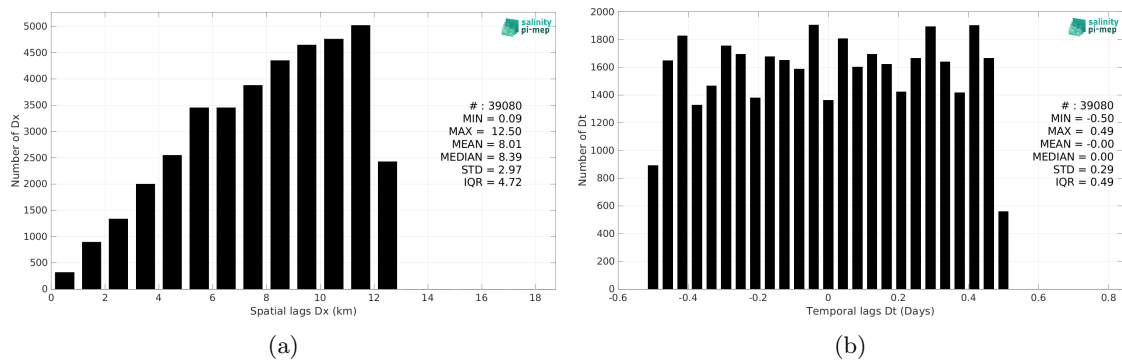 5000
4500
4000
3500
3000
2500
2000
1500
1000
500
0
Number of Dx
0 2 4 6 8 10 12 14 16 18
Spatial lags Dx (km)
salinity
pi-mep
# : 39080
MIN = 0.09
MAX = 12.50
MEAN = 8.01
MEDIAN = 8.39
STD = 2.97
IQR = 4.72
(a)
2000
1800
1600
1400
1200
1000
800
600
400
200
0
Number of Dt
-0.6 -0.4 -0.2 0 0.2 0.4 0.6 0.8
Temporal lags Dt (Days)
salinity
pi-mep
# : 39080
MIN = -0.50
MAX = 0.49
MEAN = -0.00
MEDIAN = 0.00
STD = 0.29
IQR = 0.49
(b)